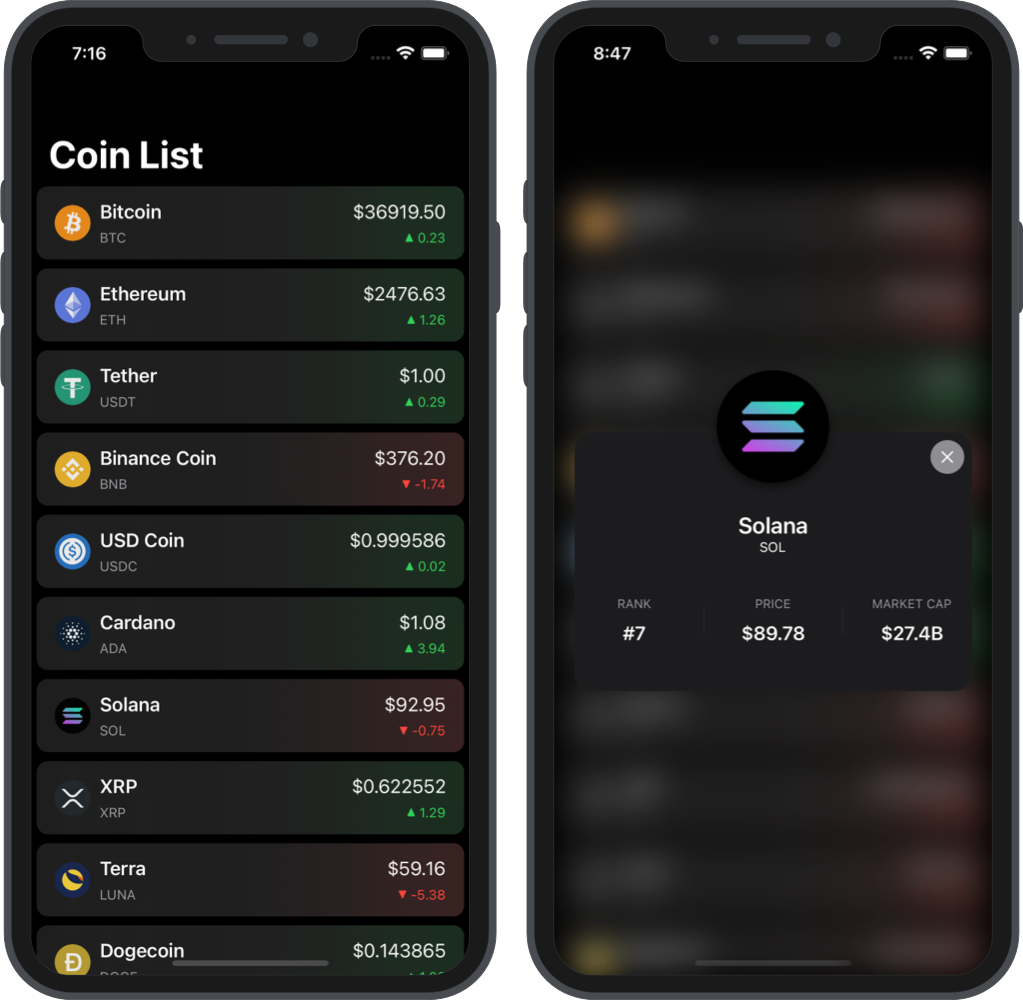 7:16
Coin List
Bitcoin $36919.50
BTC ▲ 0.23
Ethereum $2476.63
ETH ▲ 1.26
Tether $1.00
USDT ▲ 0.29
Binance Coin $376.20
BNB ▼ -1.74
USD Coin $0.999586
USDC ▲ 0.02
Cardano $1.08
ADA ▲ 3.94
Solana $92.95
SOL ▼ -0.75
XRP $0.622552
XRP ▲ 1.29
Terra $59.16
LUNA ▼ -5.38
Dogecoin $0.143865
8:47
Solana
SOL
RANK PRICE MARKET CAP
#7 $89.78 $27.4B